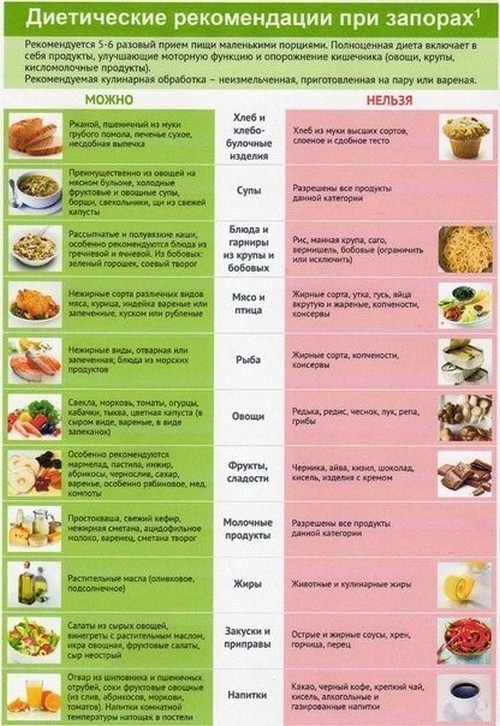 Диетические рекомендации при запорах¹
Рекомендуется 5-6 разовый прием пищи маленькими порциями. Полноценная диета включает в
себя продукты, улучшающие моторную функцию и опорожнение кишечника (овощи, крупы,
кисломолочные продукты).
Рекомендуемая кулинарная обработка – неизмельченная, приготовленная на пару или вареная.
МОЖНО
НЕЛЬЗЯ
Ржаной, пшеничный из муки
грубого помола, печенье сухое,
несдобная выпечка
Хлеб и
хлебо-
булочные
изделия
Хлеб из муки высших сортов,
слоеное и сдобное тесто
Преимущественно из овощей на
мясном бульоне, холодные
фруктовые и овощные супы,
борщи, свекольники, щи из свежей
капусты
Супы
Разрешены все продукты
данной категории
Рассыпчатые и полувязкие каши,
особенно рекомендуются блюда из
гречневой и ячневой. Из бобовых:
зеленый горошек, соевый творог
Блюда и
гарниры
из крупы и
бобовых
Рис, манная крупа, саго,
вермишель, бобовые (ограничить
или исключить)
Нежирные сорта различных видов
мяса, курица, индейка вареные или
запеченные, куском или рубленые
Мясо и
птица
Жирные сорта, утка, гусь, яйца
вкрутую и жареные, копчености,
консервы
Нежирные виды, отварная или
запеченная; блюда из морских
продуктов
Рыба
Жирные сорта, копчености,
консервы
Свекла, морковь, томаты, огурцы,
кабачки, тыква, цветная капуста (в
сыром виде, вареные, в виде
запеканок)
Овощи
Редька, редис, чеснок, лук, репа,
грибы
Особенно рекомендуются
мармелад, пастила, инжир,
абрикосы, чернослив, сахар,
варенье, особенно рябиновое, мед,
компоты
Фрукты,
сладости
Черника, айва, кизил, шоколад,
кисель, изделия с кремом
Простокваша, свежий кефир,
нежирная сметана, ацидофильное
молоко, варенец, сметана творог
Молочные
продукты
Разрешены все продукты
данной категории
Растительные масла (оливковое,
подсолнечное)
Жиры
Животные и кулинарные жиры
Салаты из сырых овощей,
винегреты с растительным маслом,
икра овощная, фруктовые салаты,
сыр неострый
Закуски и
приправы
Острые и жирные соусы, хрен,
горчица, перец
Отвар из шиповника и пшеничных
отрубей, соки фруктовые овощные
(из слив, абрикосов, моркови,
томатов). Напитки комнатной
температуры натощак в постели
Напитки
Какао, черный кофе, крепкий чай,
кисель, алкогольные и
газированные напитки